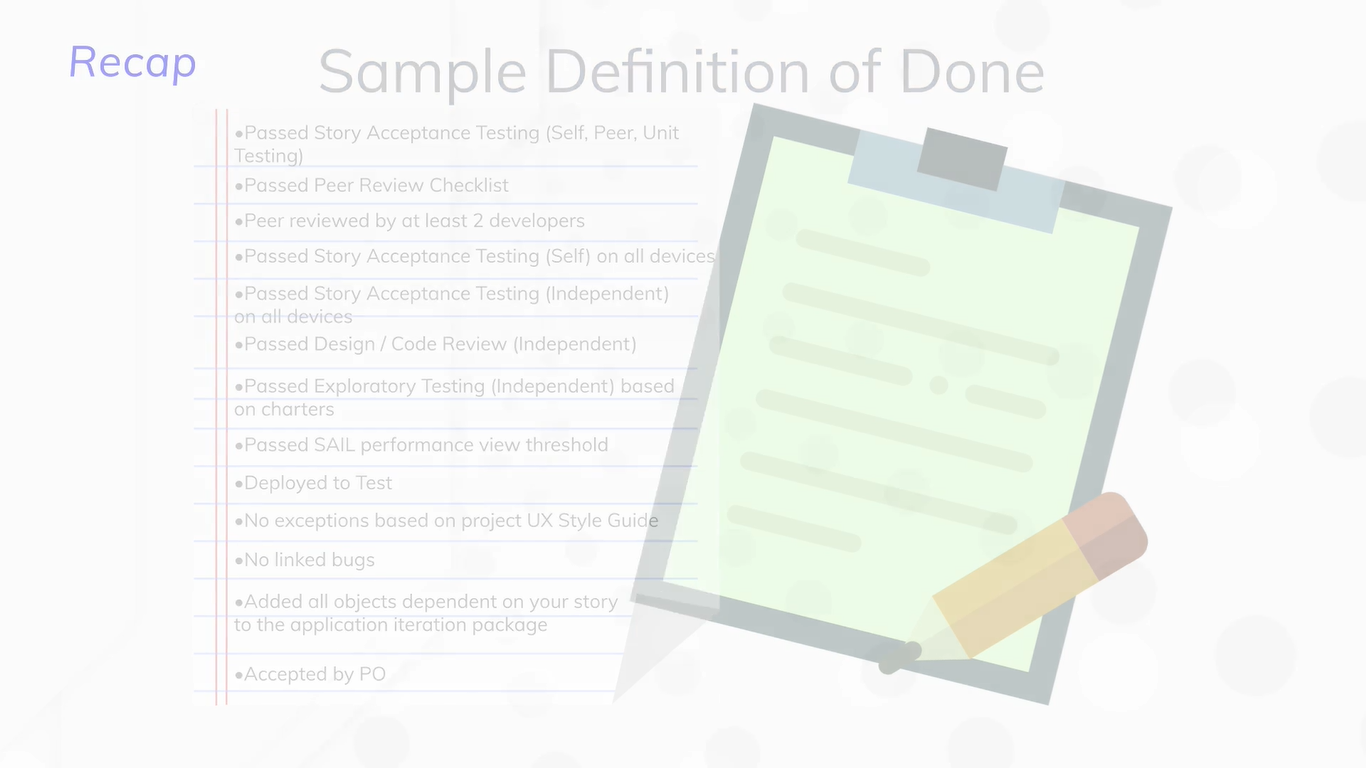 Recap
Sample Definition of Done
•Passed Story Acceptance Testing (Self, Peer, Unit
Testing)
•Passed Peer Review Checklist
•Peer reviewed by at least 2 developers
•Passed Story Acceptance Testing (Self) on all devices
•Passed Story Acceptance Testing (Independent)
on all devices
•Passed Design / Code Review (Independent)
•Passed Exploratory Testing (Independent) based
on charters
•Passed SAIL performance view threshold
•Deployed to Test
•No exceptions based on project UX Style Guide
•No linked bugs
•Added all objects dependent on your story
to the application iteration package
•Accepted by PO